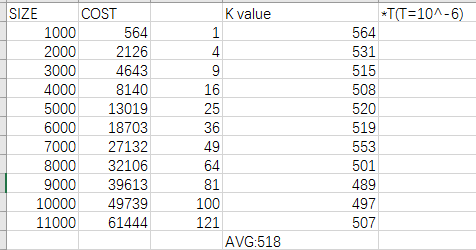 SIZE COST K value *T(T=10^-6)
1000 564 1 564
2000 2126 4 531
3000 4643 9 515
4000 8140 16 508
5000 13019 25 520
6000 18703 36 519
7000 27132 49 553
8000 32106 64 501
9000 39613 81 489
10000 49739 100 497
11000 61444 121 507
AVG:518